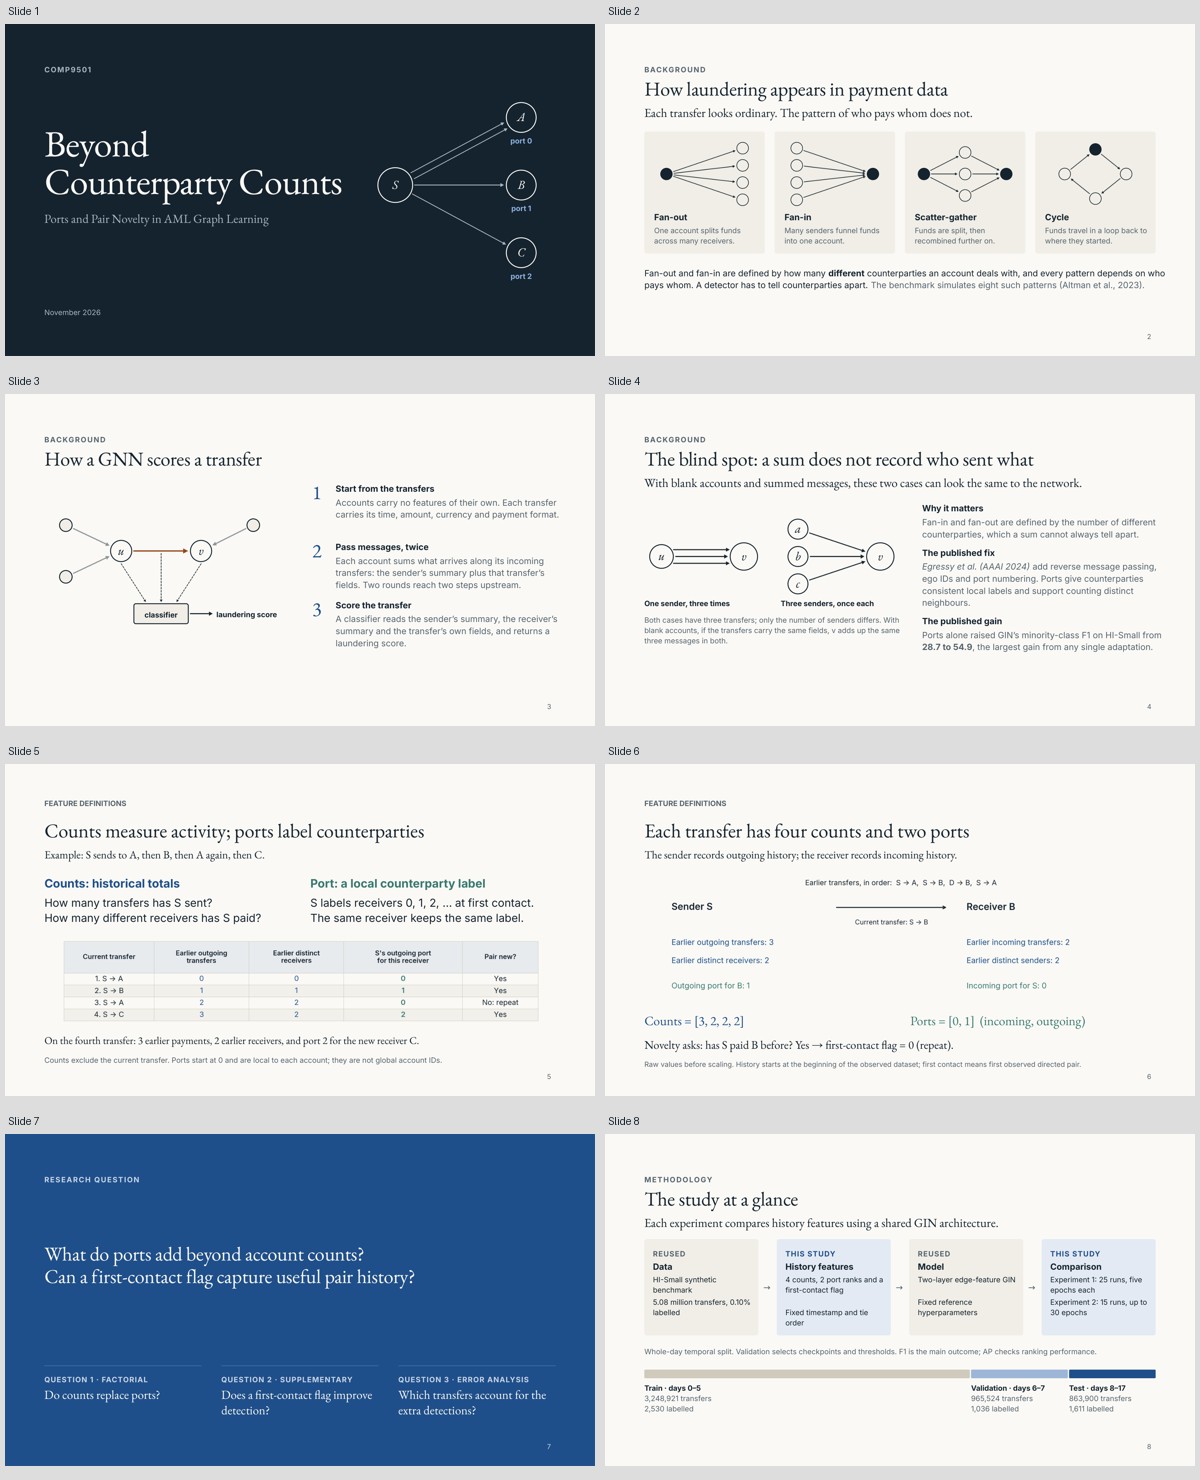 Slide 1
COMP9501
Beyond
Counterparty Counts
Ports and Pair Novelty in AML Graph Learning
S
A
port 0
B
port 1
C
port 2
November 2026
Slide 2
BACKGROUND
How laundering appears in payment data
Each transfer looks ordinary. The pattern of who pays whom does not.
Fan-out
One account splits funds
across many receivers.
Fan-in
Many senders funnel funds
into one account.
Scatter-gather
Funds are split, then
recombined further on.
Cycle
Funds travel in a loop back to
where they started.
Fan-out and fan-in are defined by how many different counterparties an account deals with, and every pattern depends on who
pays whom. A detector has to tell counterparties apart. The benchmark simulates eight such patterns (Altman et al., 2023).
2
Slide 3
BACKGROUND
How a GNN scores a transfer
u
v
classifier
laundering score
1
Start from the transfers
Accounts carry no features of their own. Each transfer
carries its time, amount, currency and payment format.
2
Pass messages, twice
Each account sums what arrives along its incoming
transfers: the sender's summary plus that transfer's
fields. Two rounds reach two steps upstream.
3
Score the transfer
A classifier reads the sender's summary, the receiver's
summary and the transfer's own fields, and returns a
laundering score.
3
Slide 4
BACKGROUND
The blind spot: a sum does not record who sent what
With blank accounts and summed messages, these two cases can look the same to the network.
u
v
a
b
c
v
One sender, three times
Three senders, once each
Both cases have three transfers; only the number of senders differs. With
blank accounts, if the transfers carry the same fields, v adds up the same
three messages in both.
Why it matters
Fan-in and fan-out are defined by the number of different
counterparties, which a sum cannot always tell apart.
The published fix
Egressy et al. (AAAI 2024) add reverse message passing,
ego IDs and port numbering. Ports give counterparties
consistent local labels and support counting distinct
neighbours.
The published gain
Ports alone raised GIN's minority-class F1 on HI-Small from
28.7 to 54.9, the largest gain from any single adaptation.
4
Slide 5
FEATURE DEFINITIONS
Counts measure activity; ports label counterparties
Example: S sends to A, then B, then A again, then C.
Counts: historical totals
How many transfers has S sent?
How many different receivers has S paid?
Port: a local counterparty label
S labels receivers 0, 1, 2, ... at first contact.
The same receiver keeps the same label.
Current transfer
Earlier outgoing
transfers
Earlier distinct
receivers
S's outgoing port
for this receiver
Pair new?
1. S → A 0 0 0 Yes
2. S → B 1 1 1 Yes
3. S → A 2 2 0 No: repeat
4. S → C 3 2 2 Yes
On the fourth transfer: 3 earlier payments, 2 earlier receivers, and port 2 for the new receiver C.
Counts exclude the current transfer. Ports start at 0 and are local to each account; they are not global account IDs.
5
Slide 6
FEATURE DEFINITIONS
Each transfer has four counts and two ports
The sender records outgoing history; the receiver records incoming history.
Earlier transfers, in order: S → A, S → B, D → B, S → A
Sender S
Receiver B
Current transfer: S → B
Earlier outgoing transfers: 3
Earlier distinct receivers: 2
Outgoing port for B: 1
Earlier incoming transfers: 2
Earlier distinct senders: 2
Incoming port for S: 0
Counts = [3, 2, 2, 2]
Ports = [0, 1] (incoming, outgoing)
Novelty asks: has S paid B before? Yes → first-contact flag = 0 (repeat).
Raw values before scaling. History starts at the beginning of the observed dataset; first contact means first observed directed pair.
6
Slide 7
RESEARCH QUESTION
What do ports add beyond account counts?
Can a first-contact flag capture useful pair history?
QUESTION 1 · FACTORIAL
Do counts replace ports?
QUESTION 2 · SUPPLEMENTARY
Does a first-contact flag improve
detection?
QUESTION 3 · ERROR ANALYSIS
Which transfers account for the
extra detections?
7
Slide 8
METHODOLOGY
The study at a glance
Each experiment compares history features using a shared GIN architecture.
REUSED
Data
HI-Small synthetic
benchmark
5.08 million transfers, 0.10%
labelled
→
THIS STUDY
History features
4 counts, 2 port ranks and a
first-contact flag
Fixed timestamp and tie
order
→
REUSED
Model
Two-layer edge-feature GIN
Fixed reference
hyperparameters
→
THIS STUDY
Comparison
Experiment 1: 25 runs, five
epochs each
Experiment 2: 15 runs, up to
30 epochs
Whole-day temporal split. Validation selects checkpoints and thresholds. F1 is the main outcome; AP checks ranking performance.
Train · days 0–5
3,248,921 transfers
2,530 labelled
Validation · days 6–7
965,524 transfers
1,036 labelled
Test · days 8–17
863,900 transfers
1,611 labelled
8